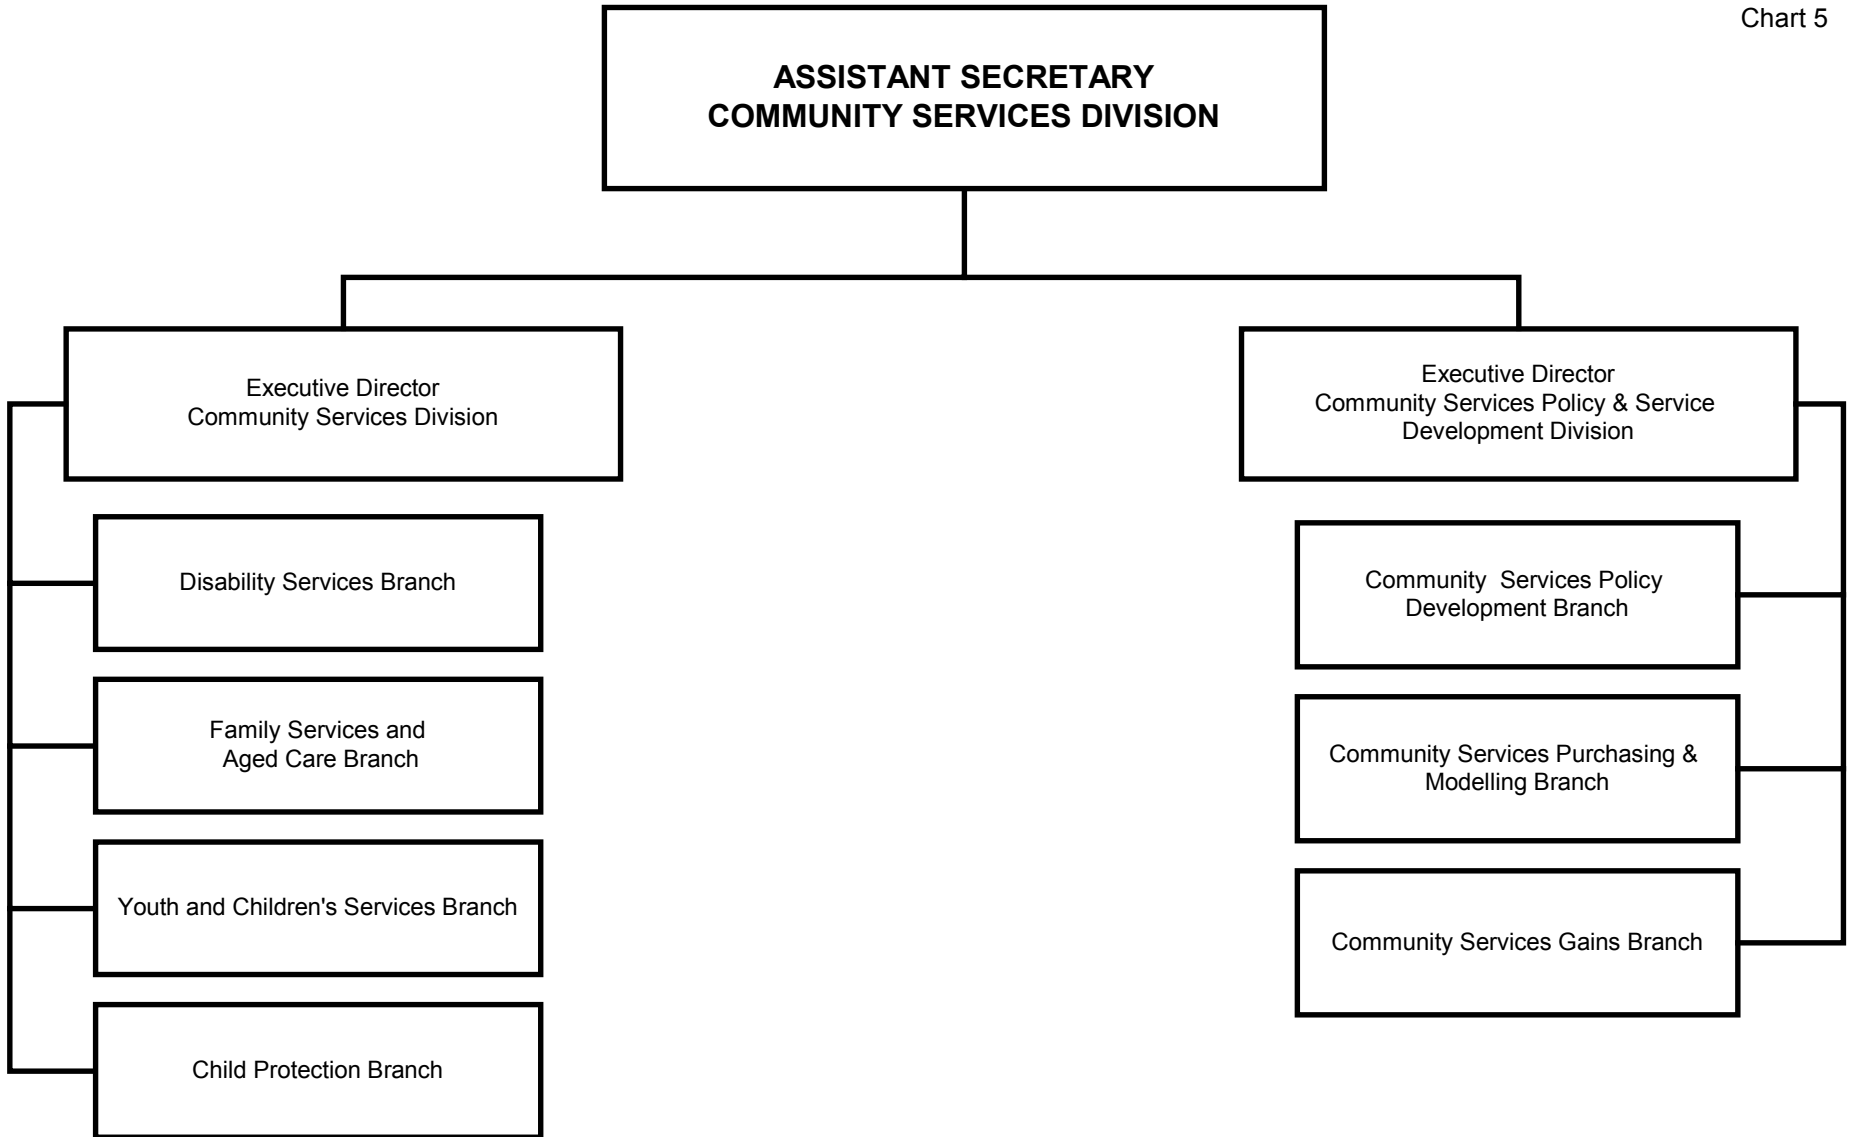 Chart 5
ASSISTANT SECRETARY
COMMUNITY SERVICES DIVISION
Executive Director
Community Services Division
Executive Director
Community Services Policy & Service
Development Division
Disability Services Branch
Family Services and
Aged Care Branch
Youth and Children's Services Branch
Child Protection Branch
Community  Services Policy
Development Branch
Community Services Purchasing &
Modelling Branch
Community Services Gains Branch